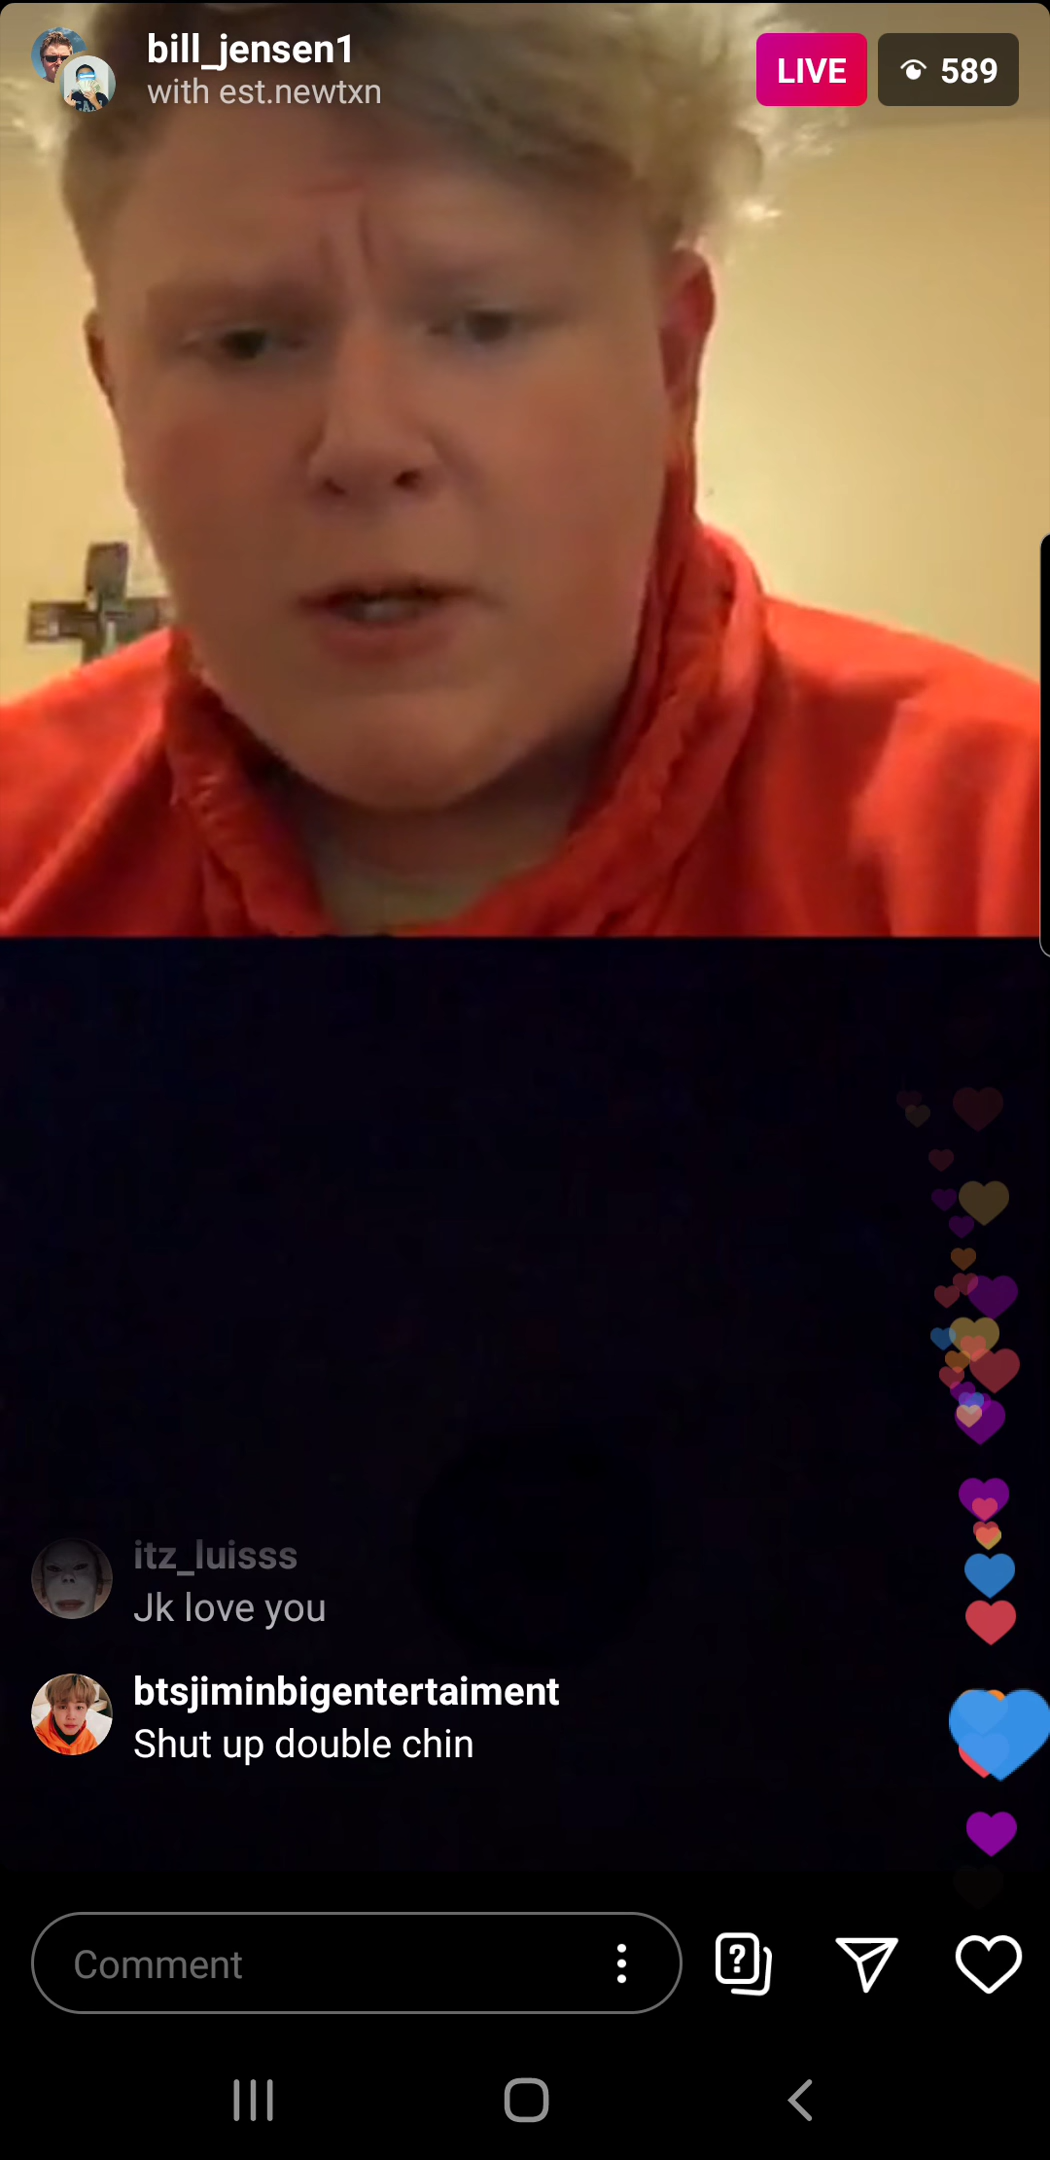 bill_jensen1
with est.newtxn
LIVE
589
itz_luisss
Jk love you
btsjiminbigentertaiment
Shut up double chin
Comment
?